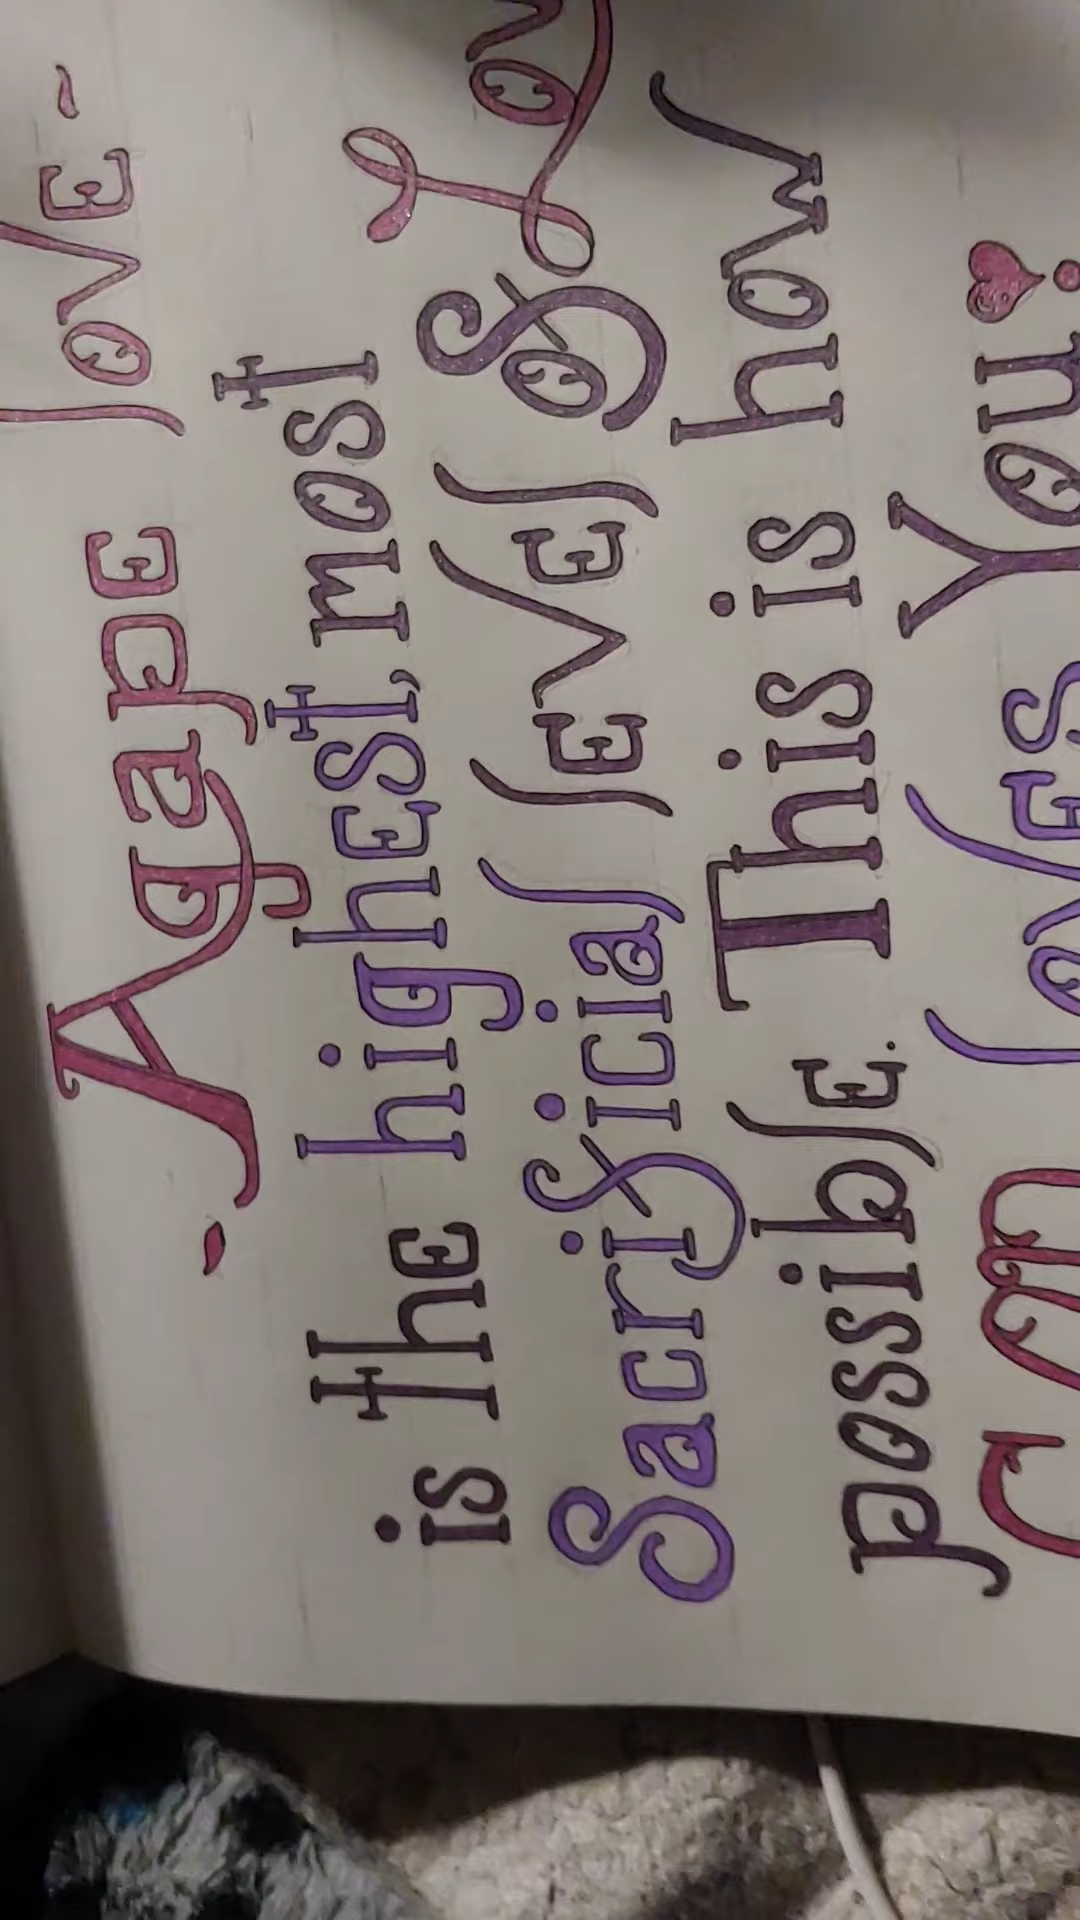 - Agape love -
is the highest, most
Sacrificial level of
possible. This is how
loves You!